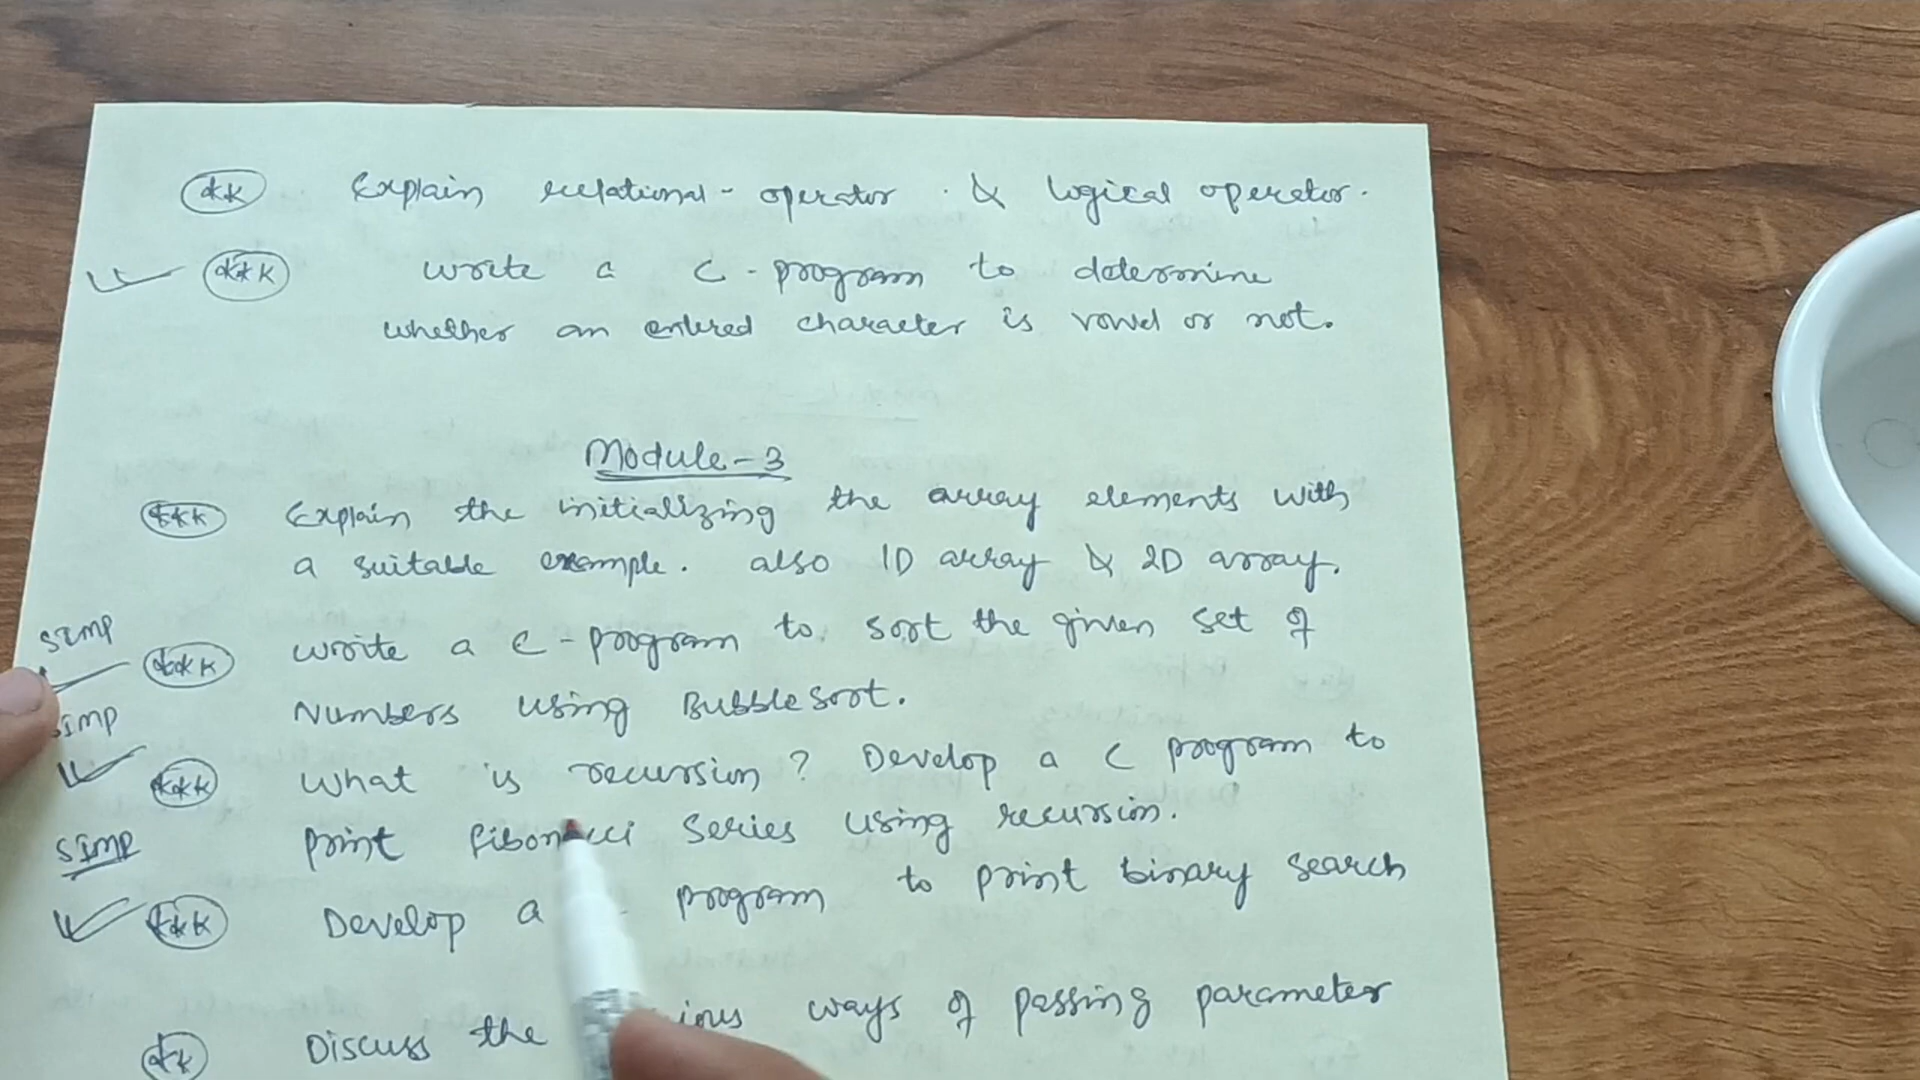 ** Explain relational - operator & logical operator.
*** write a C - program to determine
whether an entered character is vowel or not.
Module - 3
*** Explain the initializing the array elements with
a suitable example. also 1D array & 2D array.
SIMP
*** write a C - program to sort the given set of
Numbers using Bubble sort.
SIMP
*** What is recursion? Develop a C program to
print fibonacci series using recursion.
SIMP
*** Develop a program to print binary search
** Discuss the ways of passing parameter